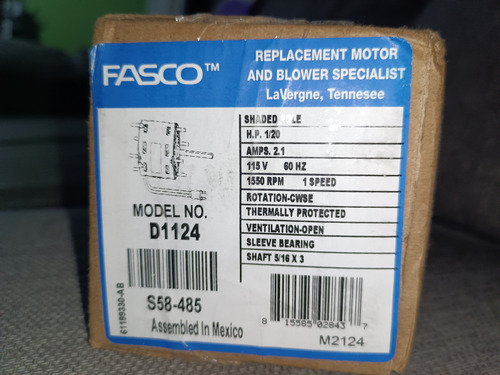 FASCO™
REPLACEMENT MOTOR
AND BLOWER SPECIALIST
LaVergne, Tennesee
SHADED
H.P. 1/20
AMPS. 2.1
115 V 60 HZ
1550 RPM 1 SPEED
ROTATION-CWSE
THERMALLY PROTECTED
VENTILATION-OPEN
SLEEVE BEARING
SHAFT 5/16 X 3
MODEL NO.
D1124
61199330-AB
S58-485
Assembled In Mexico
8 15585 02843 7
M2124